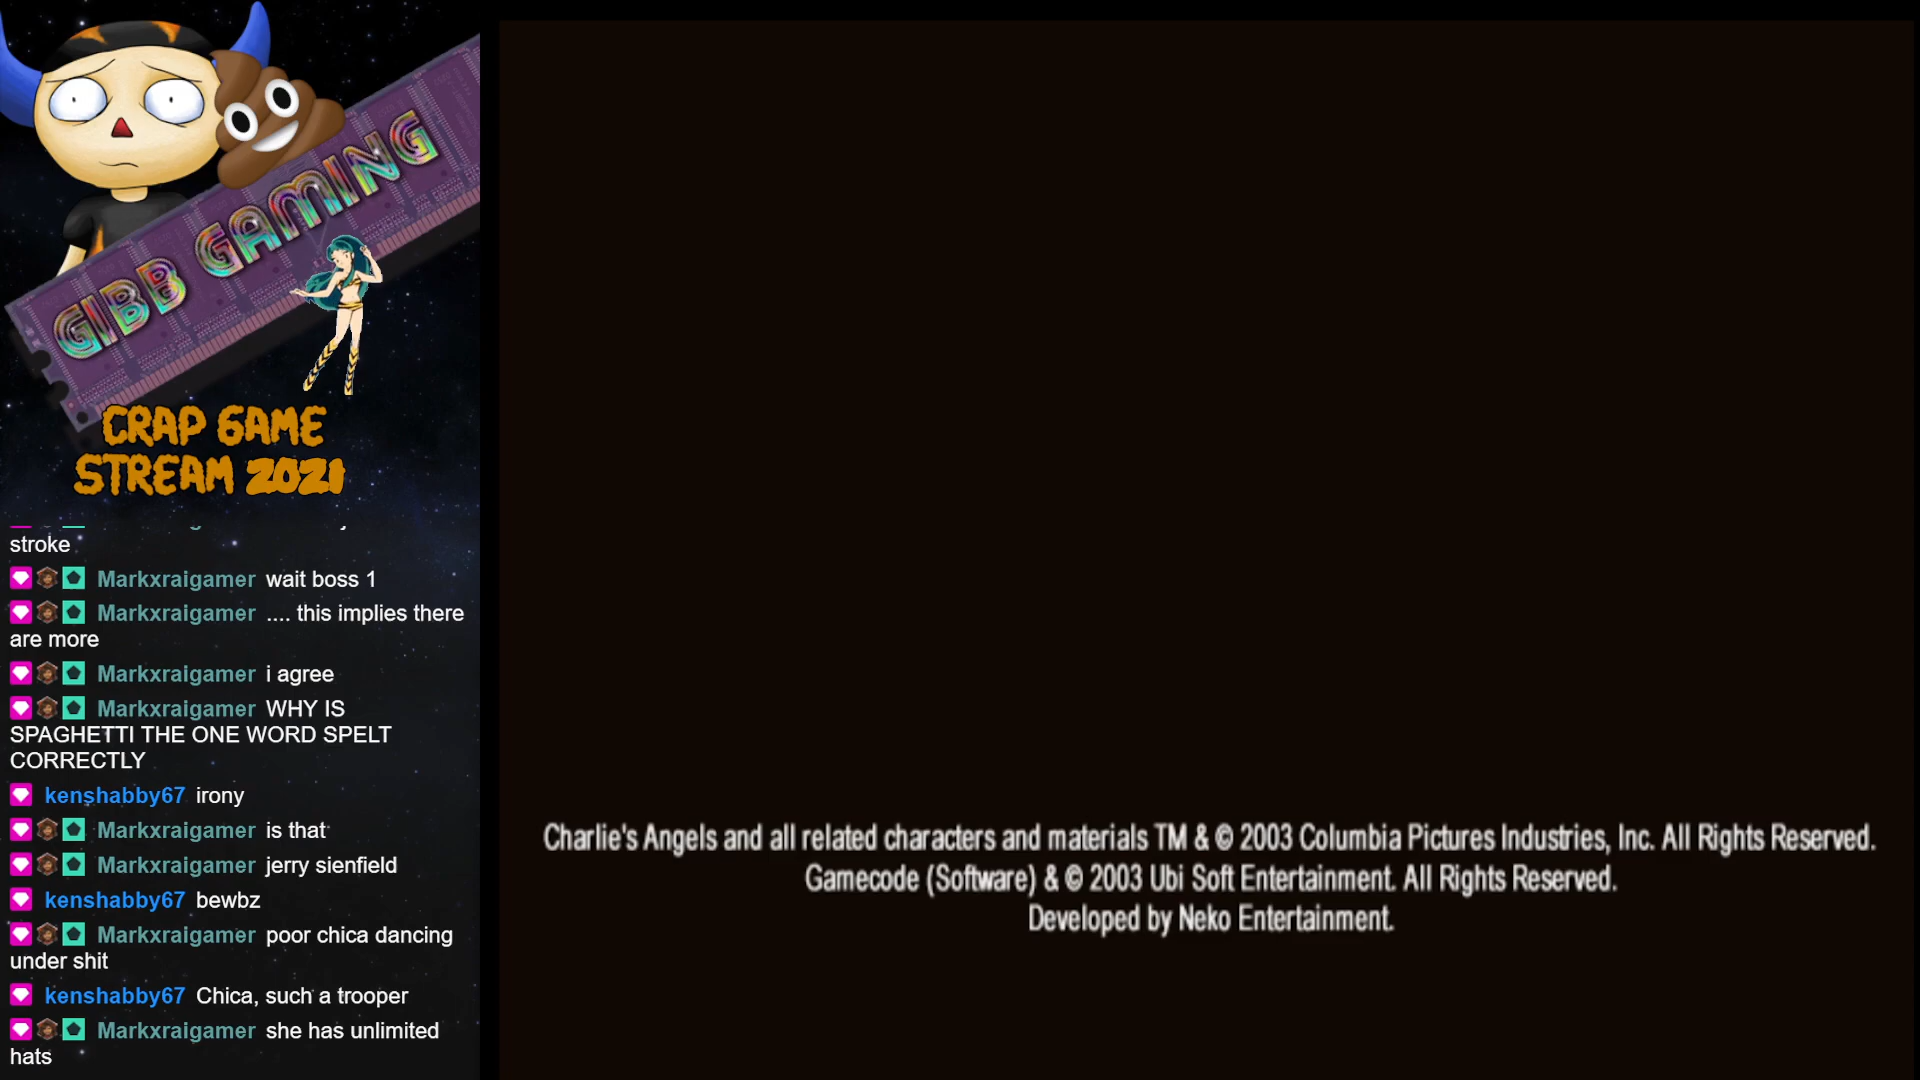 GIBB GAMING
CRAP GAME
STREAM 2021
stroke
Markxraigamer wait boss 1
Markxraigamer .... this implies there
are more
Markxraigamer i agree
Markxraigamer WHY IS
SPAGHETTI THE ONE WORD SPELT
CORRECTLY
kenshabby67 irony
Markxraigamer is that
Markxraigamer jerry sienfield
kenshabby67 bewbz
Markxraigamer poor chica dancing
under shit
kenshabby67 Chica, such a trooper
Markxraigamer she has unlimited
hats
Charlie's Angels and all related characters and materials TM & © 2003 Columbia Pictures Industries, Inc. All Rights Reserved.
Gamecode (Software) & © 2003 Ubi Soft Entertainment. All Rights Reserved.
Developed by Neko Entertainment.